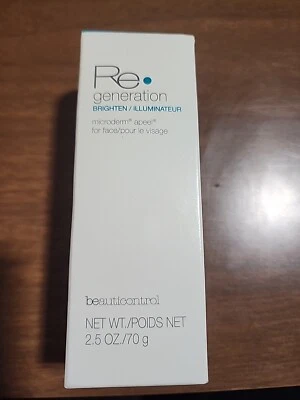 Re•
generation
BRIGHTEN / ILLUMINATEUR
microderm® apeel®
for face/pour le visage
beauticontrol
NET WT./POIDS NET
2.5 OZ./70 g